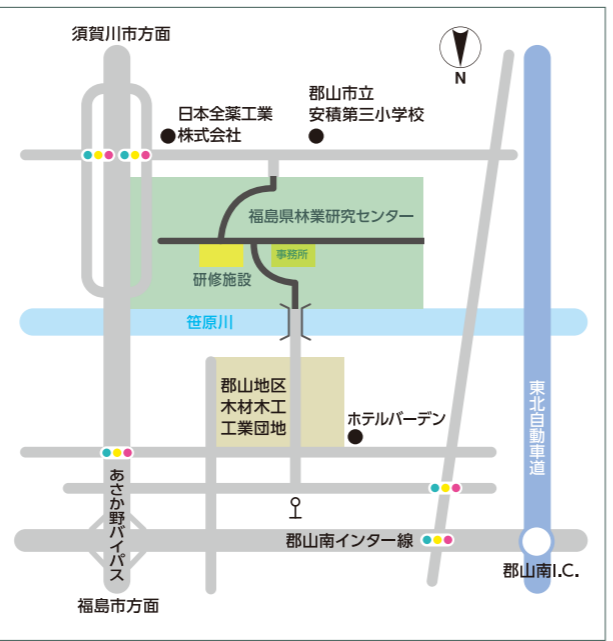 須賀川市方面
N
郡山市立
安積第三小学校
日本全薬工業
株式会社
福島県林業研究センター
事務所
研修施設
笹原川
郡山地区
木材木工
工業団地
ホテルバーデン
東北自動車道
あさか野バイパス
郡山南インター線
郡山南I.C.
福島市方面